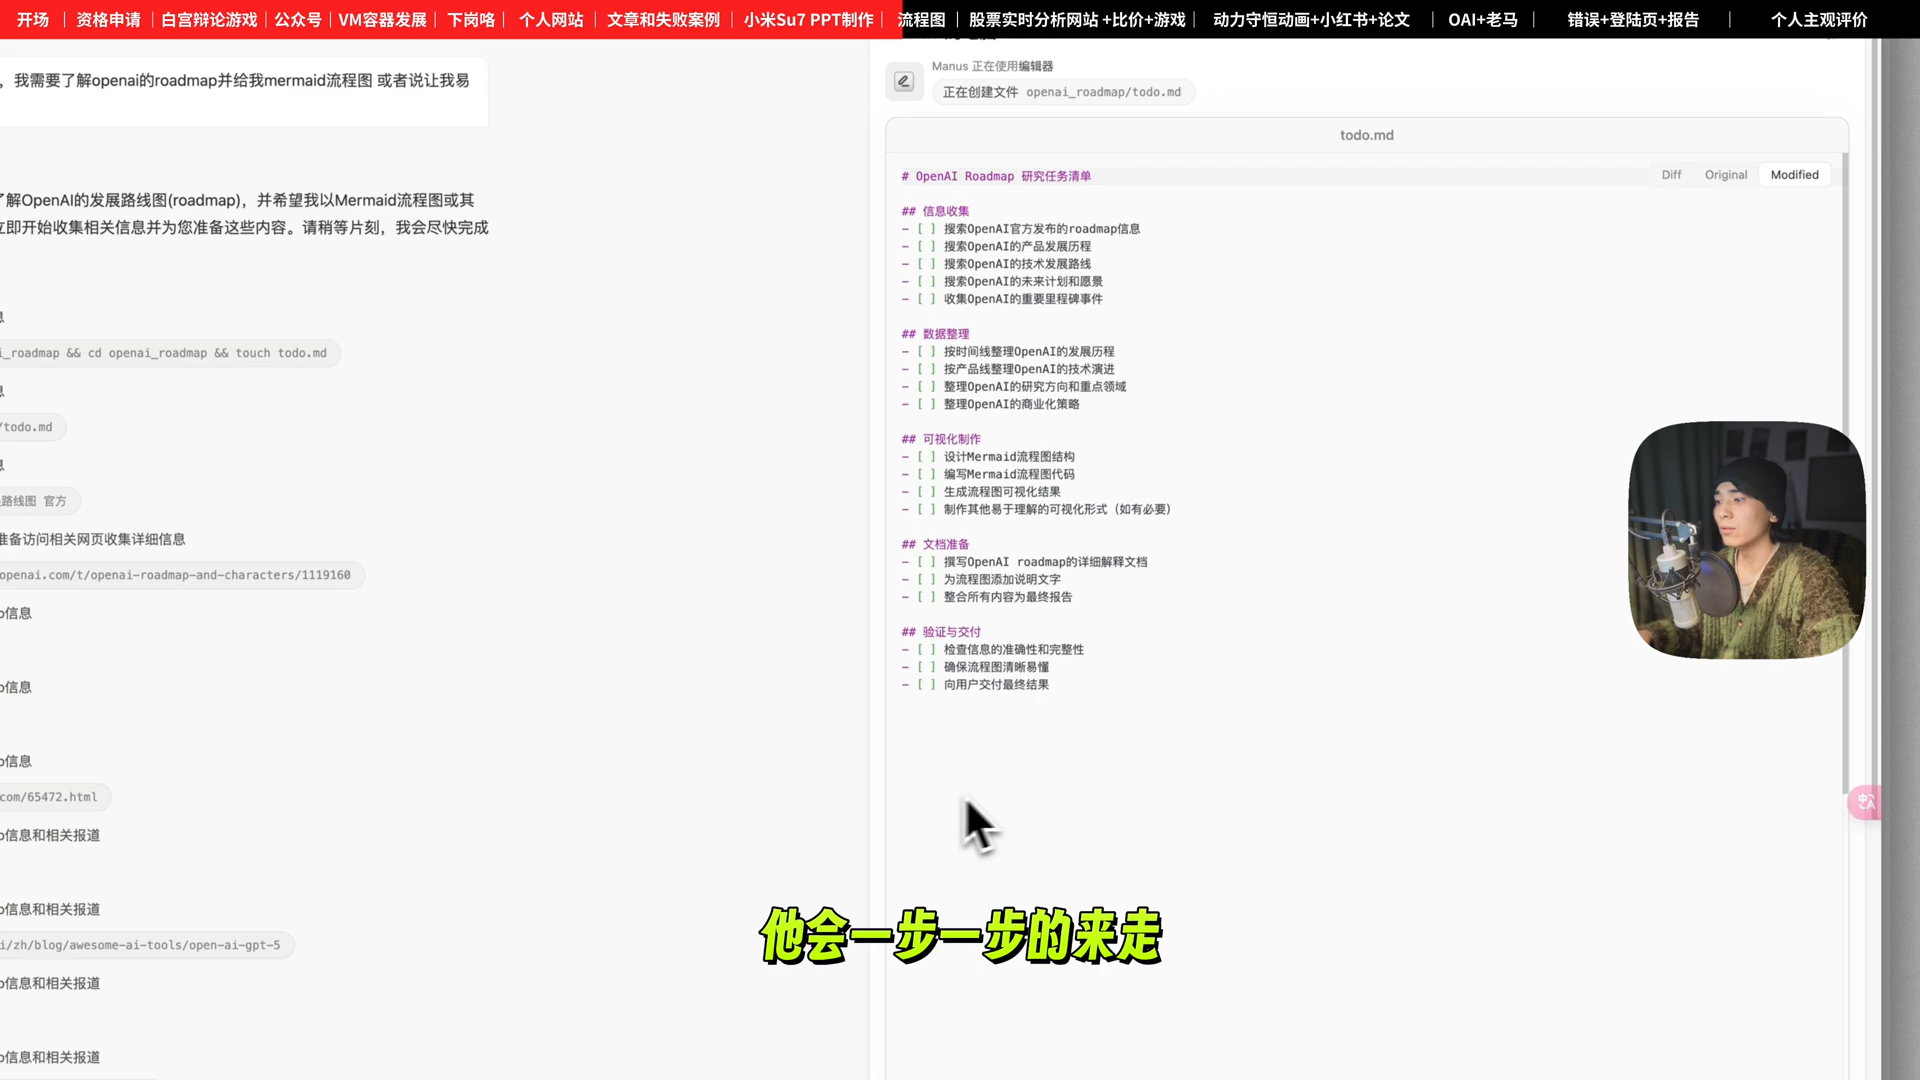 开场 | 资格申请 | 白宫辩论游戏 | 公众号 | VM容器发展 | 下岗咯 | 个人网站 | 文章和失败案例 | 小米Su7 PPT制作 | 流程图 | 股票实时分析网站 +比价+游戏 | 动力守恒动画+小红书+论文 | OAI+老马 | 错误+登陆页+报告 | 个人主观评价
，我需要了解openai的roadmap并给我mermaid流程图 或者说让我易
了解OpenAI的发展路线图(roadmap)，并希望我以Mermaid流程图或其
立即开始收集相关信息并为您准备这些内容。请稍等片刻，我会尽快完成
息
i_roadmap && cd openai_roadmap && touch todo.md
息
/todo.md
息
路线图 官方
准备访问相关网页收集详细信息
openai.com/t/openai-roadmap-and-characters/1119160
p信息
p信息
p信息
com/65472.html
p信息和相关报道
p信息和相关报道
i/zh/blog/awesome-ai-tools/open-ai-gpt-5
p信息和相关报道
p信息和相关报道
Manus 正在使用编辑器
正在创建文件 openai_roadmap/todo.md
todo.md
Diff Original Modified
# OpenAI Roadmap 研究任务清单
## 信息收集
- [ ] 搜索OpenAI官方发布的roadmap信息
- [ ] 搜索OpenAI的产品发展历程
- [ ] 搜索OpenAI的技术发展路线
- [ ] 搜索OpenAI的未来计划和愿景
- [ ] 收集OpenAI的重要里程碑事件
## 数据整理
- [ ] 按时间线整理OpenAI的发展历程
- [ ] 按产品线整理OpenAI的技术演进
- [ ] 整理OpenAI的研究方向和重点领域
- [ ] 整理OpenAI的商业化策略
## 可视化制作
- [ ] 设计Mermaid流程图结构
- [ ] 编写Mermaid流程图代码
- [ ] 生成流程图可视化结果
- [ ] 制作其他易于理解的可视化形式（如有必要）
## 文档准备
- [ ] 撰写OpenAI roadmap的详细解释文档
- [ ] 为流程图添加说明文字
- [ ] 整合所有内容为最终报告
## 验证与交付
- [ ] 检查信息的准确性和完整性
- [ ] 确保流程图清晰易懂
- [ ] 向用户交付最终结果
他会一步一步的来走